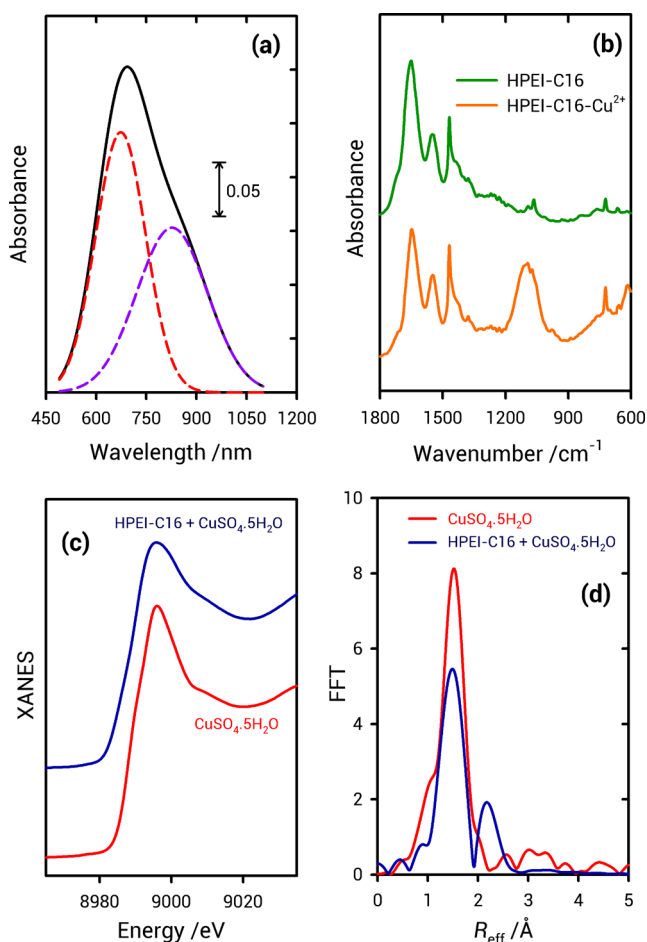 (a)
0.05
Absorbance
450 600 750 900 1050 1200
Wavelength /nm
(b)
HPEI-C16
HPEI-C16-Cu²⁺
Absorbance
1800 1500 1200 900 600
Wavenumber /cm⁻¹
(c)
HPEI-C16 + CuSO₄.5H₂O
CuSO₄.5H₂O
XANES
8980 9000 9020
Energy /eV
10
CuSO₄.5H₂O
HPEI-C16 + CuSO₄.5H₂O
8
(d)
6
FFT
4
2
0
0 1 2 3 4 5
Reff /Å